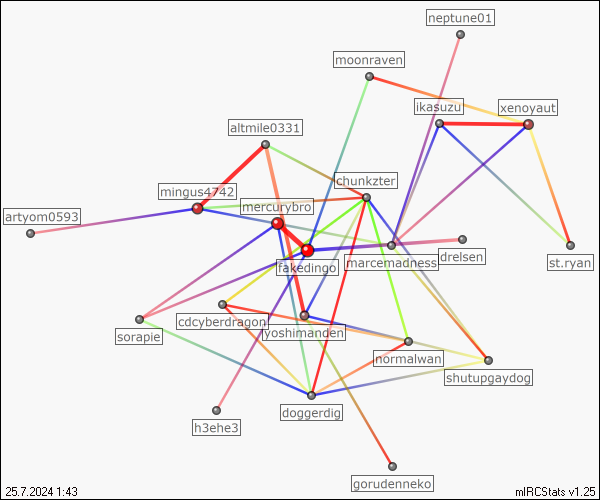 neptune01
moonraven
ikasuzu
xenoyaut
altmile0331
chunkzter
mingus4742
mercurybro
artyom0593
fakedingo
marcemadness
drelsen
st.ryan
sorapie
cdcyberdragon
yoshimanden
normalwan
shutupgaydog
doggerdig
h3ehe3
gorudenneko
25.7.2024 1:43
mIRCStats v1.25